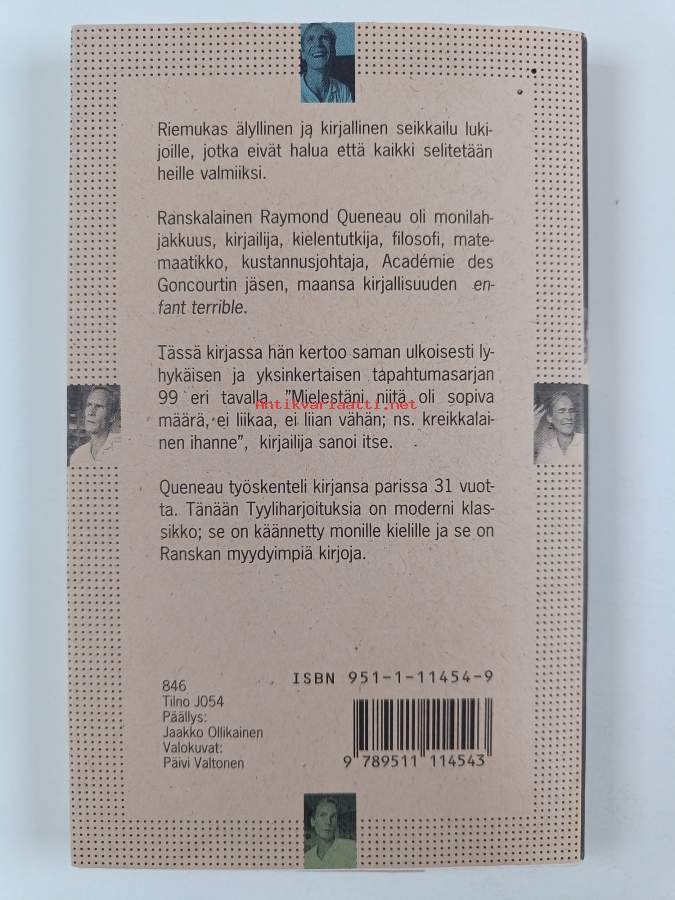 Riemukas älyllinen ja kirjallinen seikkailu luki-
joille, jotka eivät halua että kaikki selitetään
heille valmiiksi.
Ranskalainen Raymond Queneau oli monilah-
jakkuus, kirjailija, kielentutkija, filosofi, mate-
maatikko, kustannusjohtaja, Académie des
Goncourtin jäsen, maansa kirjallisuuden en-
fant terrible.
Tässä kirjassa hän kertoo saman ulkoisesti ly-
hykäisen ja yksinkertaisen tapahtumasarjan
99 eri tavalla. "Mielestäni niitä oli sopiva
Antikvariaatti.net
määrä, ei liikaa, ei liian vähän; ns. kreikkalai-
nen ihanne", kirjailija sanoi itse.
Queneau työskenteli kirjansa parissa 31 vuot-
ta. Tänään Tyyliharjoituksia on moderni klas-
sikko; se on käännetty monille kielille ja se on
Ranskan myydyimpiä kirjoja.
ISBN 951-1-11454-9
846
Tilno J054
Päällys:
Jaakko Ollikainen
Valokuvat:
Päivi Valtonen
9 789511 114543